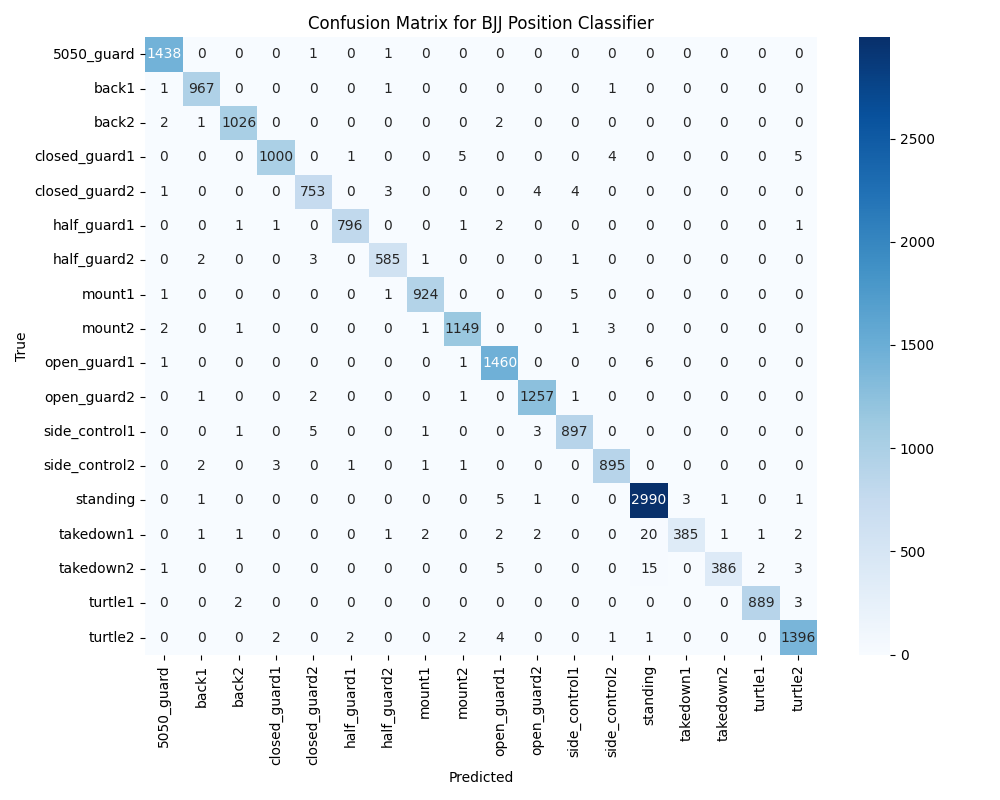 Confusion Matrix for BJJ Position Classifier
5050_guard 1438 0 0 0 1 0 1 0 0 0 0 0 0 0 0 0 0 0
back1 1 967 0 0 0 0 1 0 0 0 0 0 1 0 0 0 0 0
back2 2 1 1026 0 0 0 0 0 0 2 0 0 0 0 0 0 0 0
closed_guard1 0 0 0 1000 0 1 0 0 5 0 0 0 4 0 0 0 0 5
closed_guard2 1 0 0 0 753 0 3 0 0 0 4 4 0 0 0 0 0 0
half_guard1 0 0 1 1 0 796 0 0 1 2 0 0 0 0 0 0 0 1
half_guard2 0 2 0 0 3 0 585 1 0 0 0 1 0 0 0 0 0 0
mount1 1 0 0 0 0 0 1 924 0 0 0 5 0 0 0 0 0 0
mount2 2 0 1 0 0 0 0 1 1149 0 0 1 3 0 0 0 0 0
open_guard1 1 0 0 0 0 0 0 0 1 1460 0 0 0 6 0 0 0 0
open_guard2 0 1 0 0 2 0 0 0 1 0 1257 1 0 0 0 0 0 0
side_control1 0 0 1 0 5 0 0 1 0 0 3 897 0 0 0 0 0 0
side_control2 0 2 0 3 0 1 0 1 1 0 0 0 895 0 0 0 0 0
standing 0 1 0 0 0 0 0 0 0 5 1 0 0 2990 3 1 0 1
takedown1 0 1 1 0 0 0 1 2 0 2 2 0 0 20 385 1 1 2
takedown2 1 0 0 0 0 0 0 0 0 5 0 0 0 15 0 386 2 3
turtle1 0 0 2 0 0 0 0 0 0 0 0 0 0 0 0 0 889 3
turtle2 0 0 0 2 0 2 0 0 2 4 0 0 1 1 0 0 0 1396
True
5050_guard
back1
back2
closed_guard1
closed_guard2
half_guard1
half_guard2
mount1
mount2
open_guard1
open_guard2
side_control1
side_control2
standing
takedown1
takedown2
turtle1
turtle2
Predicted
2500
2000
1500
1000
500
0